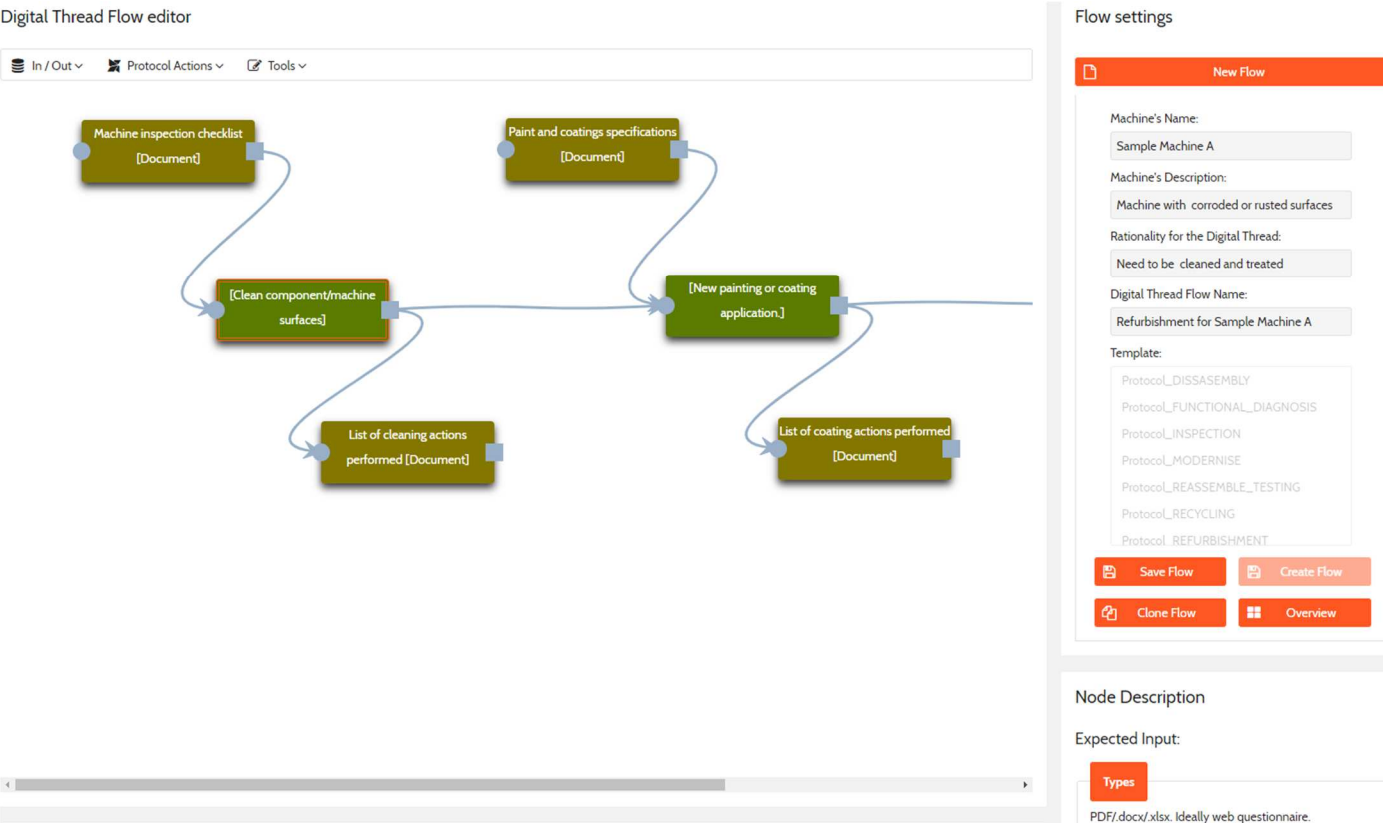 Digital Thread Flow editor
In / Out
Protocol Actions
Tools
Machine inspection checklist
[Document]
Paint and coatings specifications
[Document]
[Clean component/machine
surfaces]
[New painting or coating
application.]
List of cleaning actions
performed [Document]
List of coating actions performed
[Document]
Flow settings
New Flow
Machine's Name:
Sample Machine A
Machine's Description:
Machine with corroded or rusted surfaces
Rationality for the Digital Thread:
Need to be cleaned and treated
Digital Thread Flow Name:
Refurbishment for Sample Machine A
Template:
Protocol_DISSASEMBLY
Protocol_FUNCTIONAL_DIAGNOSIS
Protocol_INSPECTION
Protocol_MODERNISE
Protocol_REASSEMBLE_TESTING
Protocol_RECYCLING
Protocol_REFURBISHMENT
Save Flow
Create Flow
Clone Flow
Overview
Node Description
Expected Input:
Types
PDF/.docx/.xlsx. Ideally web questionnaire.